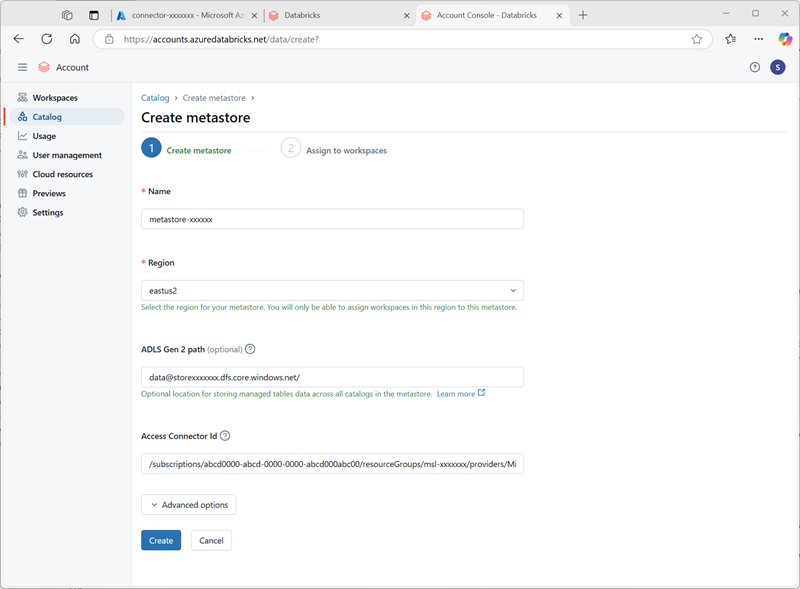 connector-xxxxxxx - Microsoft Az
Databricks
Account Console - Databricks
https://accounts.azuredatabricks.net/data/create?
Account
S
Workspaces
Catalog
Usage
User management
Cloud resources
Previews
Settings
Catalog > Create metastore >
Create metastore
1 Create metastore
2 Assign to workspaces
* Name
metastore-xxxxxx
* Region
eastus2
Select the region for your metastore. You will only be able to assign workspaces in this region to this metastore.
ADLS Gen 2 path (optional) ?
data@storexxxxxxx.dfs.core.windows.net/
Optional location for storing managed tables data across all catalogs in the metastore. Learn more
Access Connector Id ?
/subscriptions/abcd0000-abcd-0000-0000-abcd000abc00/resourceGroups/msl-xxxxxxx/providers/Mi
Advanced options
Create Cancel